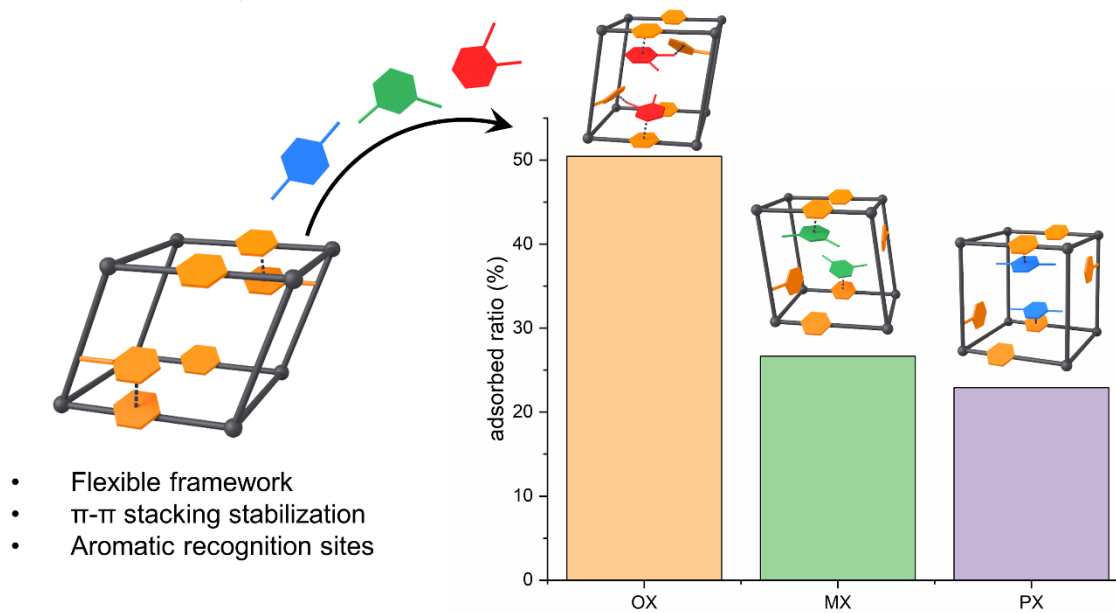 • Flexible framework
• π-π stacking stabilization
• Aromatic recognition sites
adsorbed ratio (%)
50
40
30
20
10
0
OX MX PX